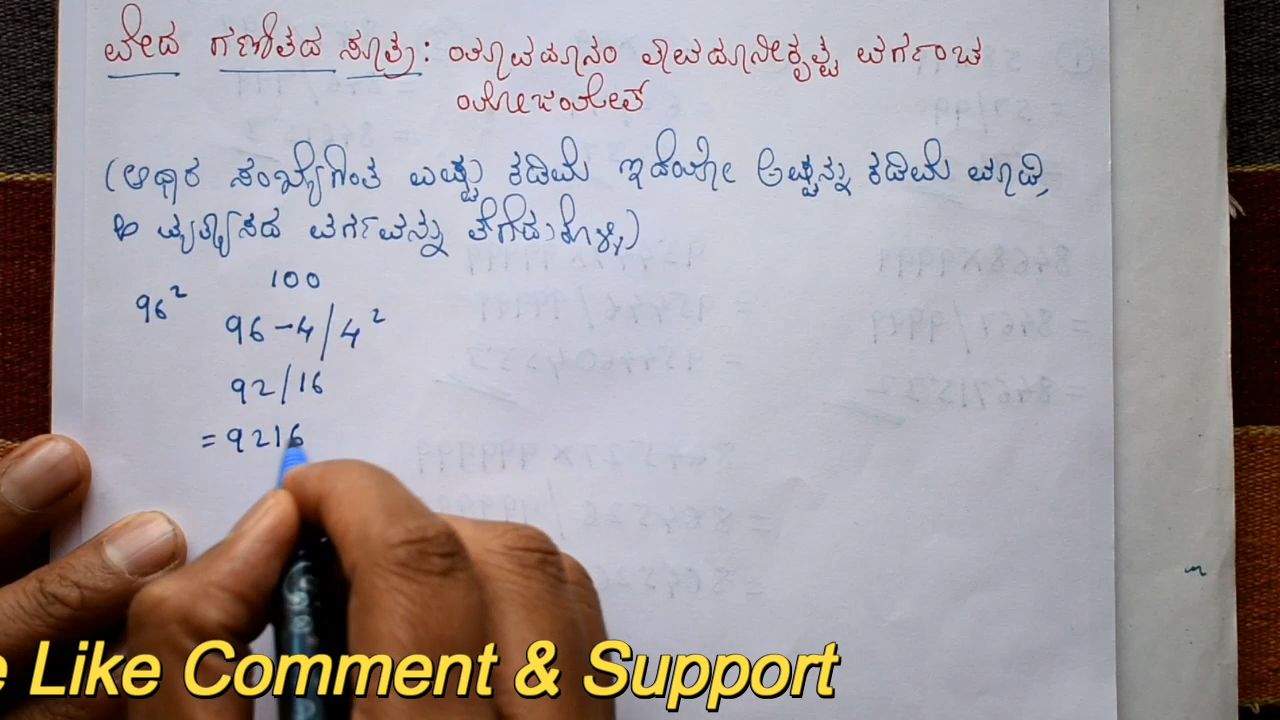 ವೇದ ಗಣಿತದ ಸೂತ್ರ : ಯಾವದೂನಂ ತಾವದೂನೀಕೃತ್ಯ ವರ್ಗಂಚ
ಯೋಜಯೇತ್
(ಆಧಾರ ಸಂಖ್ಯೆಗಿಂತ ಎಷ್ಟು ಕಡಿಮೆ ಇದೆಯೋ ಅಷ್ಟನ್ನು ಕಡಿಮೆ ಮಾಡಿ,
ವ್ಯತ್ಯಾಸದ ವರ್ಗವನ್ನು ತೆಗೆದುಕೊಳ್ಳಿ)
100
96²
96-4/4²
92/16
=9216
Like Comment & Support